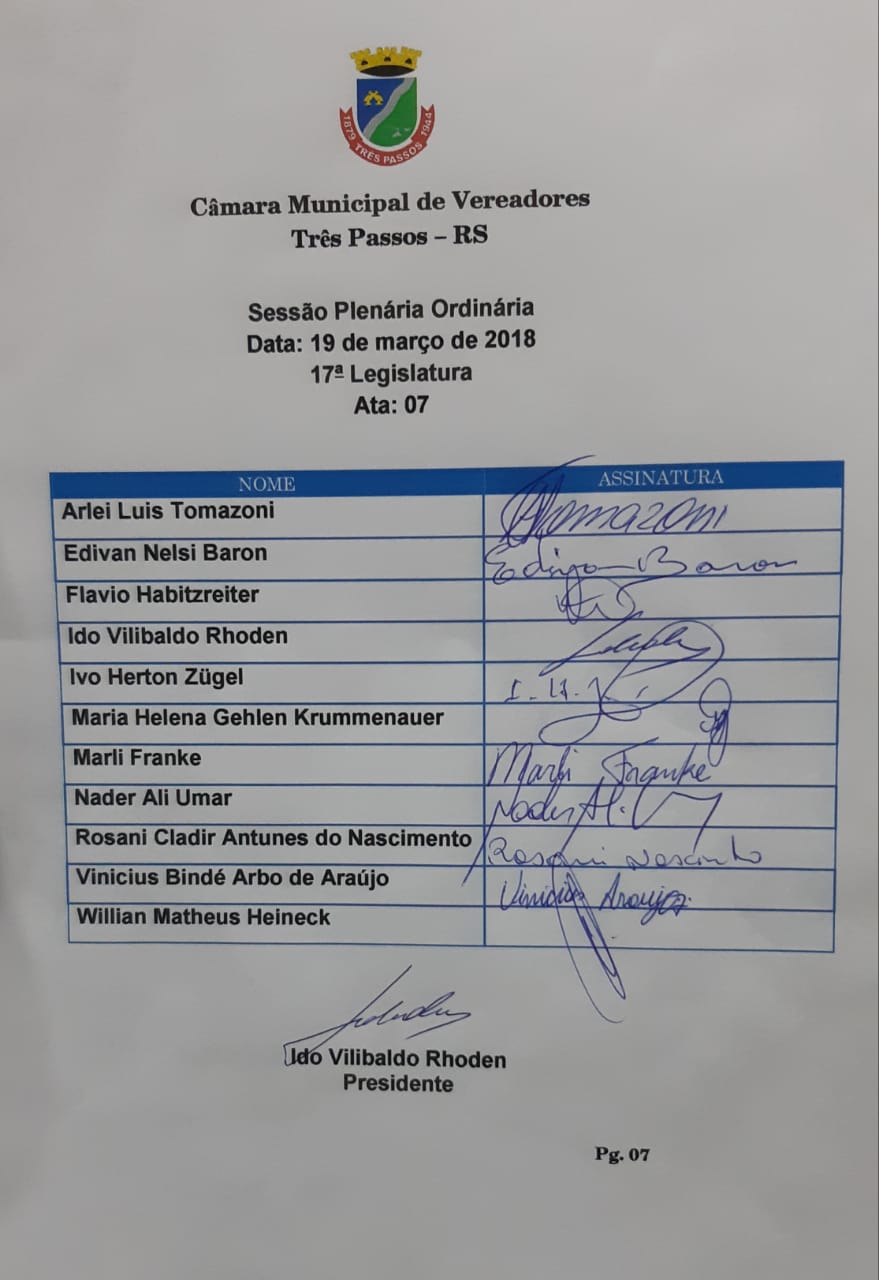 1879 TRÊS PASSOS 1944
Câmara Municipal de Vereadores
Três Passos – RS
Sessão Plenária Ordinária
Data: 19 de março de 2018
17ª Legislatura
Ata: 07
NOME ASSINATURA
Arlei Luis Tomazoni Tomazoni
Edivan Nelsi Baron Baron
Flavio Habitzreiter
Ido Vilibaldo Rhoden
Ivo Herton Zügel
Maria Helena Gehlen Krummenauer
Marli Franke Marli Franke
Nader Ali Umar Nader
Rosani Cladir Antunes do Nascimento Rosani
Vinicius Bindé Arbo de Araújo Vinicius Araujo
Willian Matheus Heineck
Ido Vilibaldo Rhoden
Presidente
Pg. 07